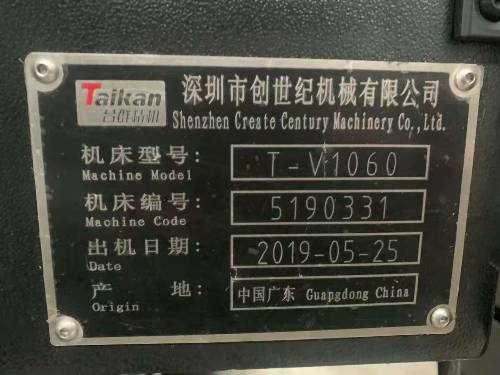 Taikan
台群精机
深圳市创世纪机械有限公司
Shenzhen Create Century Machinery Co.,Ltd.
机床型号: T-V1060
Machine Model
机床编号: 5190331
Machine Code
出机日期: 2019-05-25
Date
产 地: 中国广东 Guangdong China
Origin